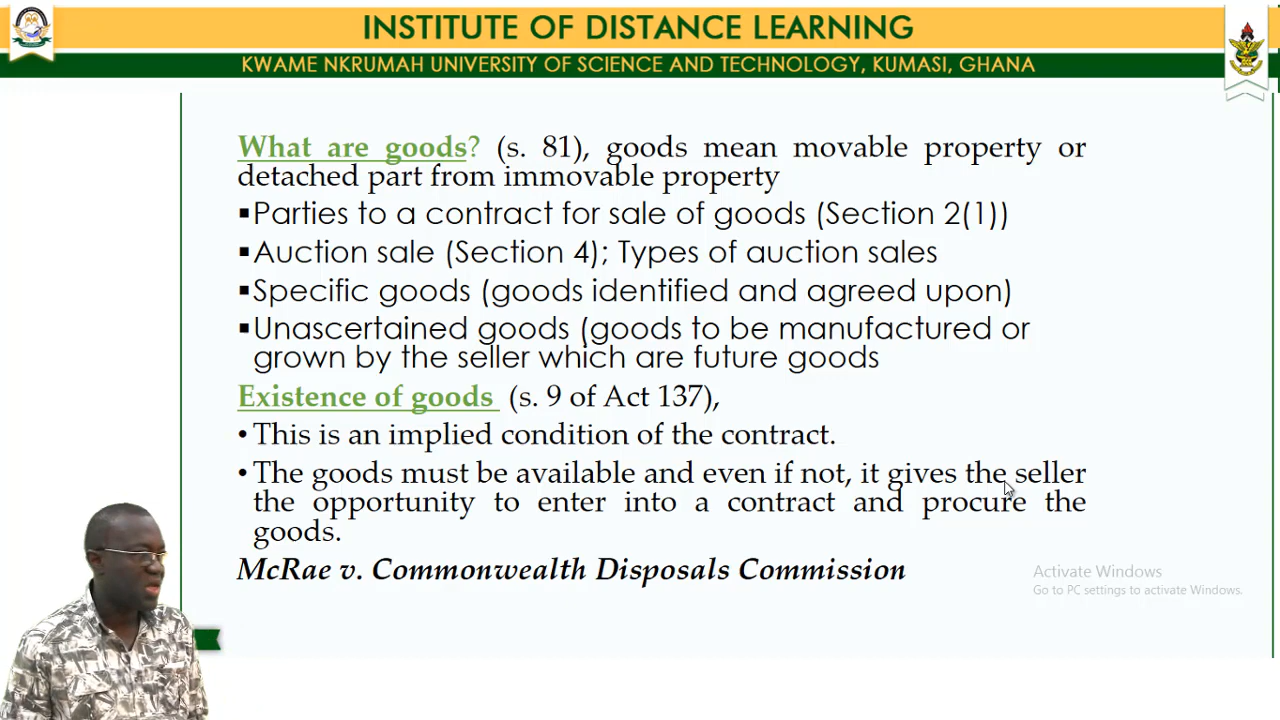 INSTITUTE OF DISTANCE LEARNING
KWAME NKRUMAH UNIVERSITY OF SCIENCE AND TECHNOLOGY, KUMASI, GHANA
What are goods? (s. 81), goods mean movable property or
detached part from immovable property
▪Parties to a contract for sale of goods (Section 2(1))
▪Auction sale (Section 4); Types of auction sales
▪Specific goods (goods identified and agreed upon)
▪Unascertained goods (goods to be manufactured or
grown by the seller which are future goods
Existence of goods (s. 9 of Act 137),
• This is an implied condition of the contract.
• The goods must be available and even if not, it gives the seller
the opportunity to enter into a contract and procure the
goods.
McRae v. Commonwealth Disposals Commission
Activate Windows
Go to PC settings to activate Windows.